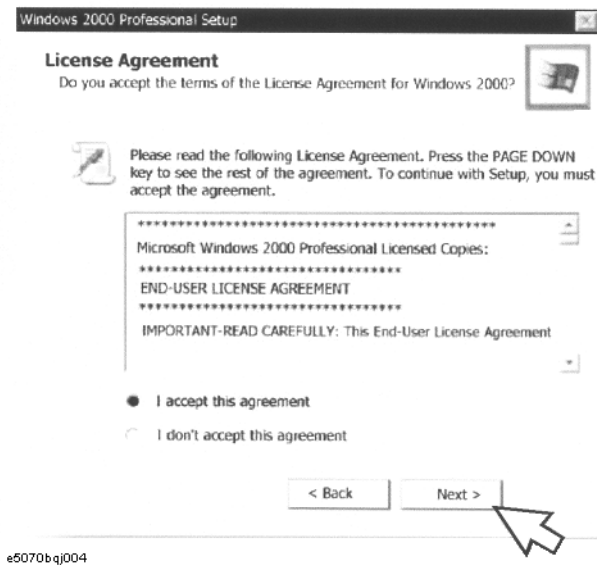 Windows 2000 Professional Setup
License Agreement
Do you accept the terms of the License Agreement for Windows 2000?
Please read the following License Agreement. Press the PAGE DOWN
key to see the rest of the agreement. To continue with Setup, you must
accept the agreement.
********************************************
Microsoft Windows 2000 Professional Licensed Copies:
********************************
END-USER LICENSE AGREEMENT
********************************
IMPORTANT-READ CAREFULLY: This End-User License Agreement
I accept this agreement
I don't accept this agreement
< Back
Next >
e5070bqj004